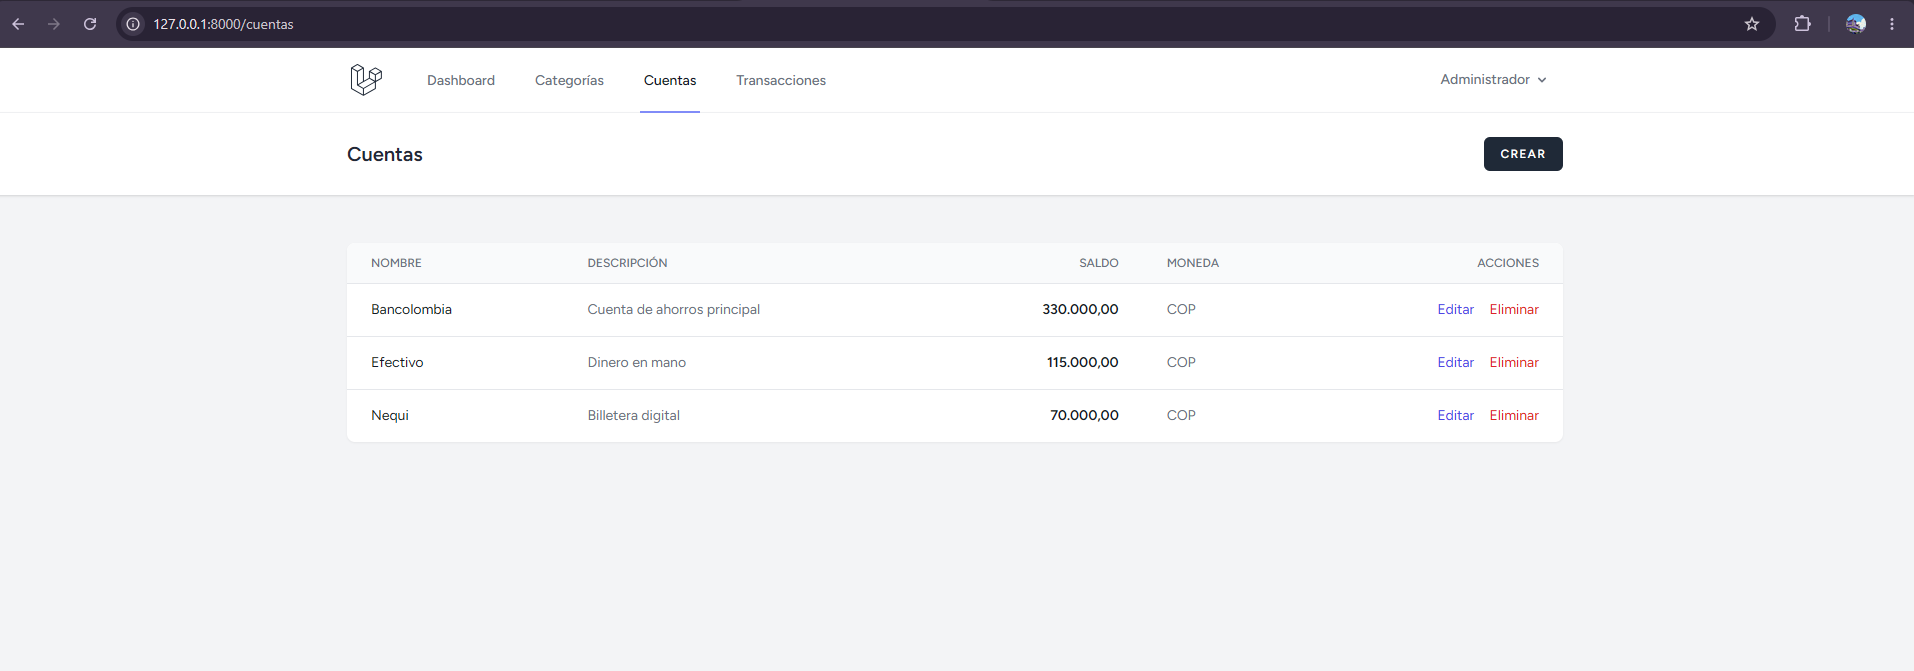 127.0.0.1:8000/cuentas
Dashboard Categorías Cuentas Transacciones Administrador
Cuentas CREAR
NOMBRE DESCRIPCIÓN SALDO MONEDA ACCIONES
Bancolombia Cuenta de ahorros principal 330.000,00 COP Editar Eliminar
Efectivo Dinero en mano 115.000,00 COP Editar Eliminar
Nequi Billetera digital 70.000,00 COP Editar Eliminar